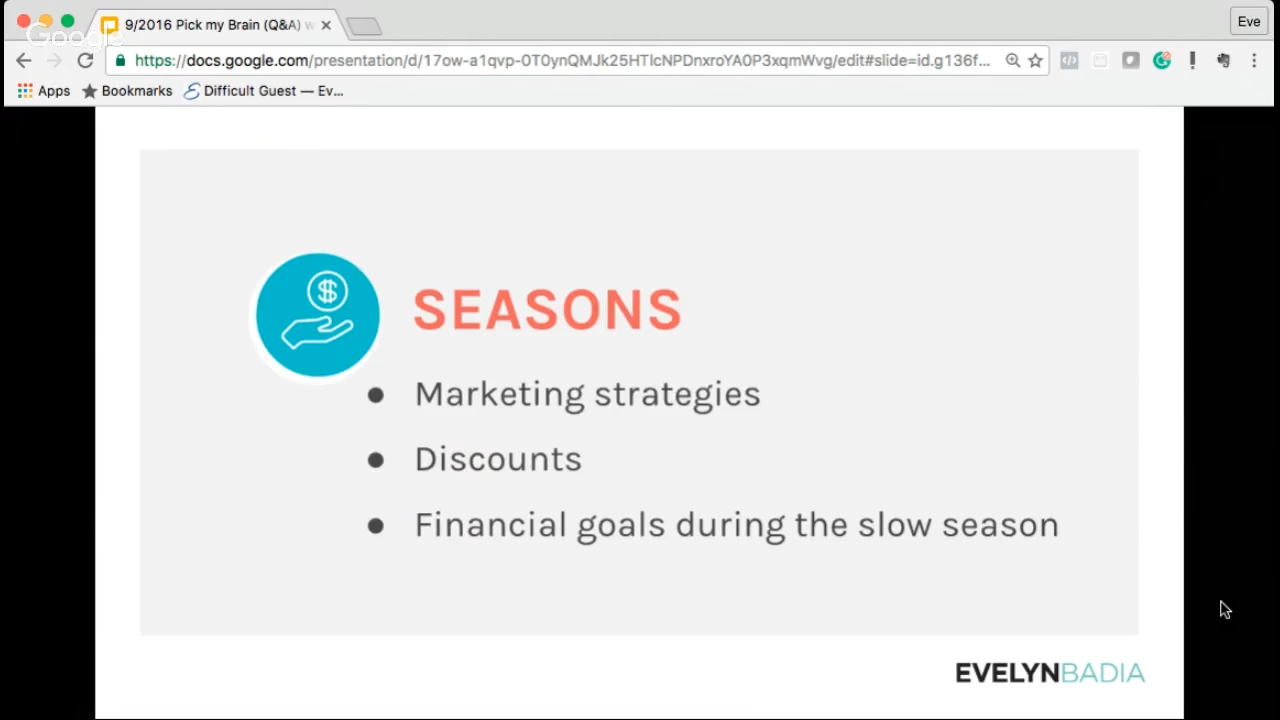 9/2016 Pick my Brain (Q&A) w
Eve
Google
https://docs.google.com/presentation/d/17ow-a1qvp-0T0ynQMJk25HTlcNPDnxroYA0P3xqmWvg/edit#slide=id.g136f...
Apps
Bookmarks
Difficult Guest — Ev...
$
SEASONS
● Marketing strategies
● Discounts
● Financial goals during the slow season
EVELYNBADIA